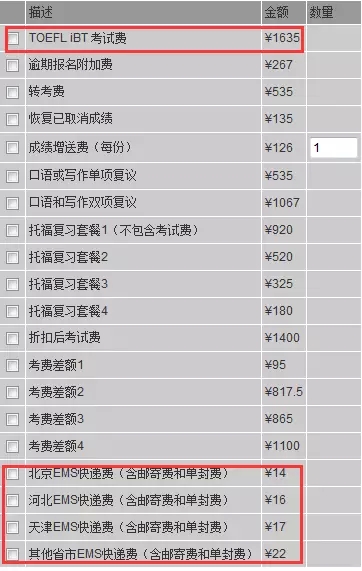 描述 金额 数量
TOEFL iBT 考试费 ¥1635
逾期报名附加费 ¥267
转考费 ¥535
恢复已取消成绩 ¥135
成绩增送费（每份） ¥126 1
口语或写作单项复议 ¥535
口语和写作双项复议 ¥1067
托福复习套餐1（不包含考试费） ¥920
托福复习套餐2 ¥520
托福复习套餐3 ¥325
托福复习套餐4 ¥180
折扣后考试费 ¥1400
考费差额1 ¥95
考费差额2 ¥817.5
考费差额3 ¥865
考费差额4 ¥1100
北京EMS快递费（含邮寄费和单封费） ¥14
河北EMS快递费（含邮寄费和单封费） ¥16
天津EMS快递费（含邮寄费和单封费） ¥17
其他省市EMS快递费（含邮寄费和单封费） ¥22